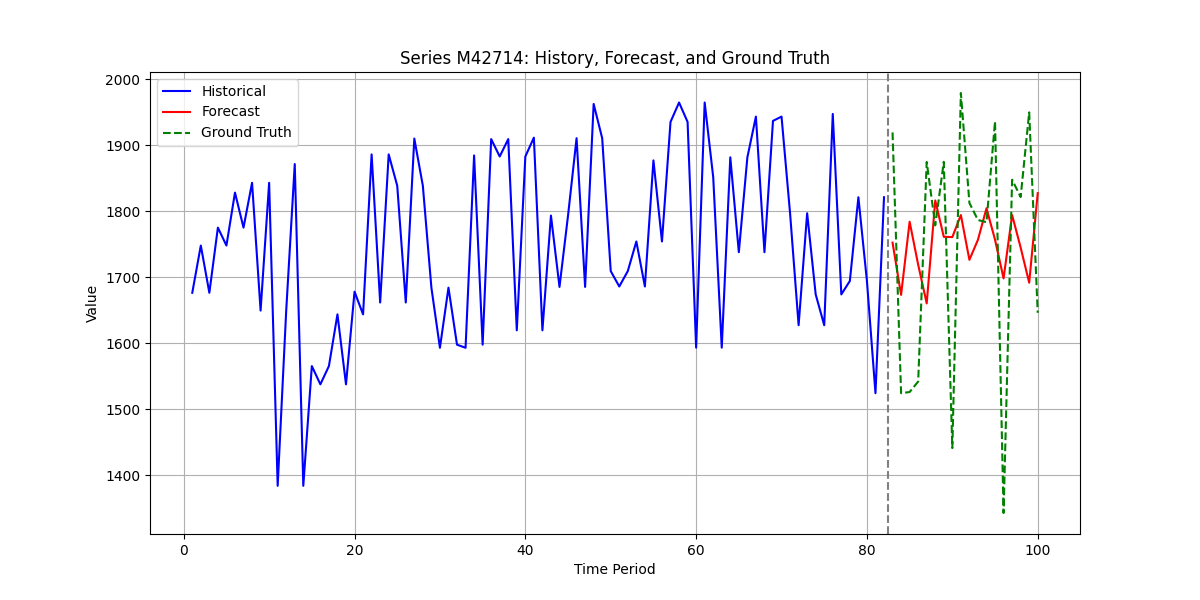 Series M42714: History, Forecast, and Ground Truth
Historical
Forecast
Ground Truth
2000
1900
1800
1700
1600
1500
1400
Value
0
20
40
60
80
100
Time Period